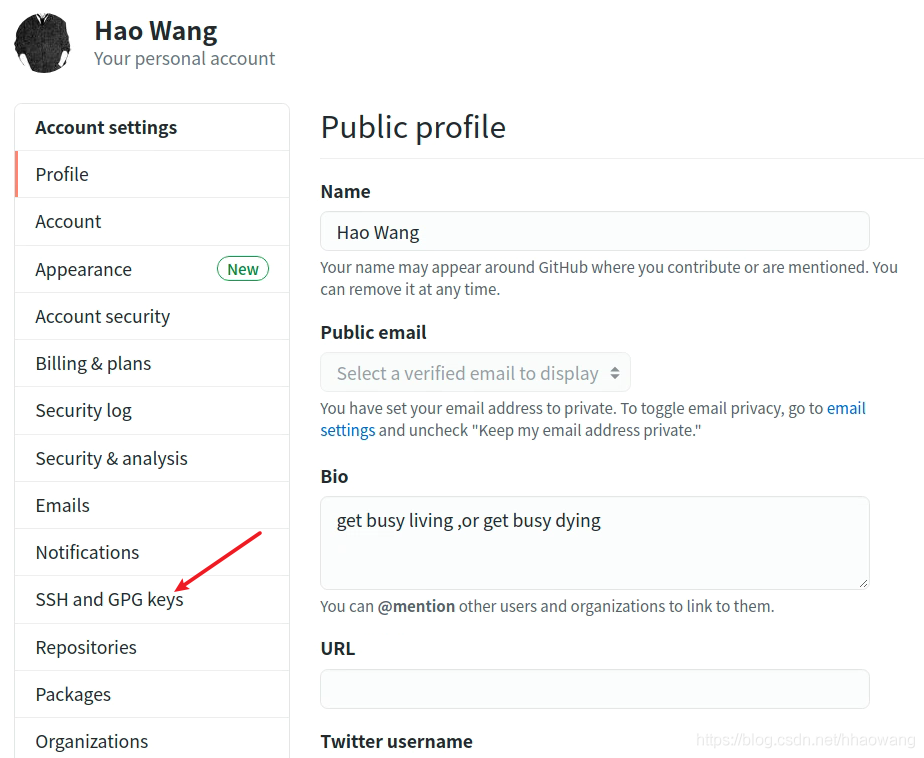 Hao Wang
Your personal account
Account settings
Profile
Account
Appearance New
Account security
Billing & plans
Security log
Security & analysis
Emails
Notifications
SSH and GPG keys
Repositories
Packages
Organizations
Public profile
Name
Hao Wang
Your name may appear around GitHub where you contribute or are mentioned. You
can remove it at any time.
Public email
Select a verified email to display
You have set your email address to private. To toggle email privacy, go to email
settings and uncheck "Keep my email address private."
Bio
get busy living ,or get busy dying
You can @mention other users and organizations to link to them.
URL
Twitter username
https://blog.csdn.net/hhaowang